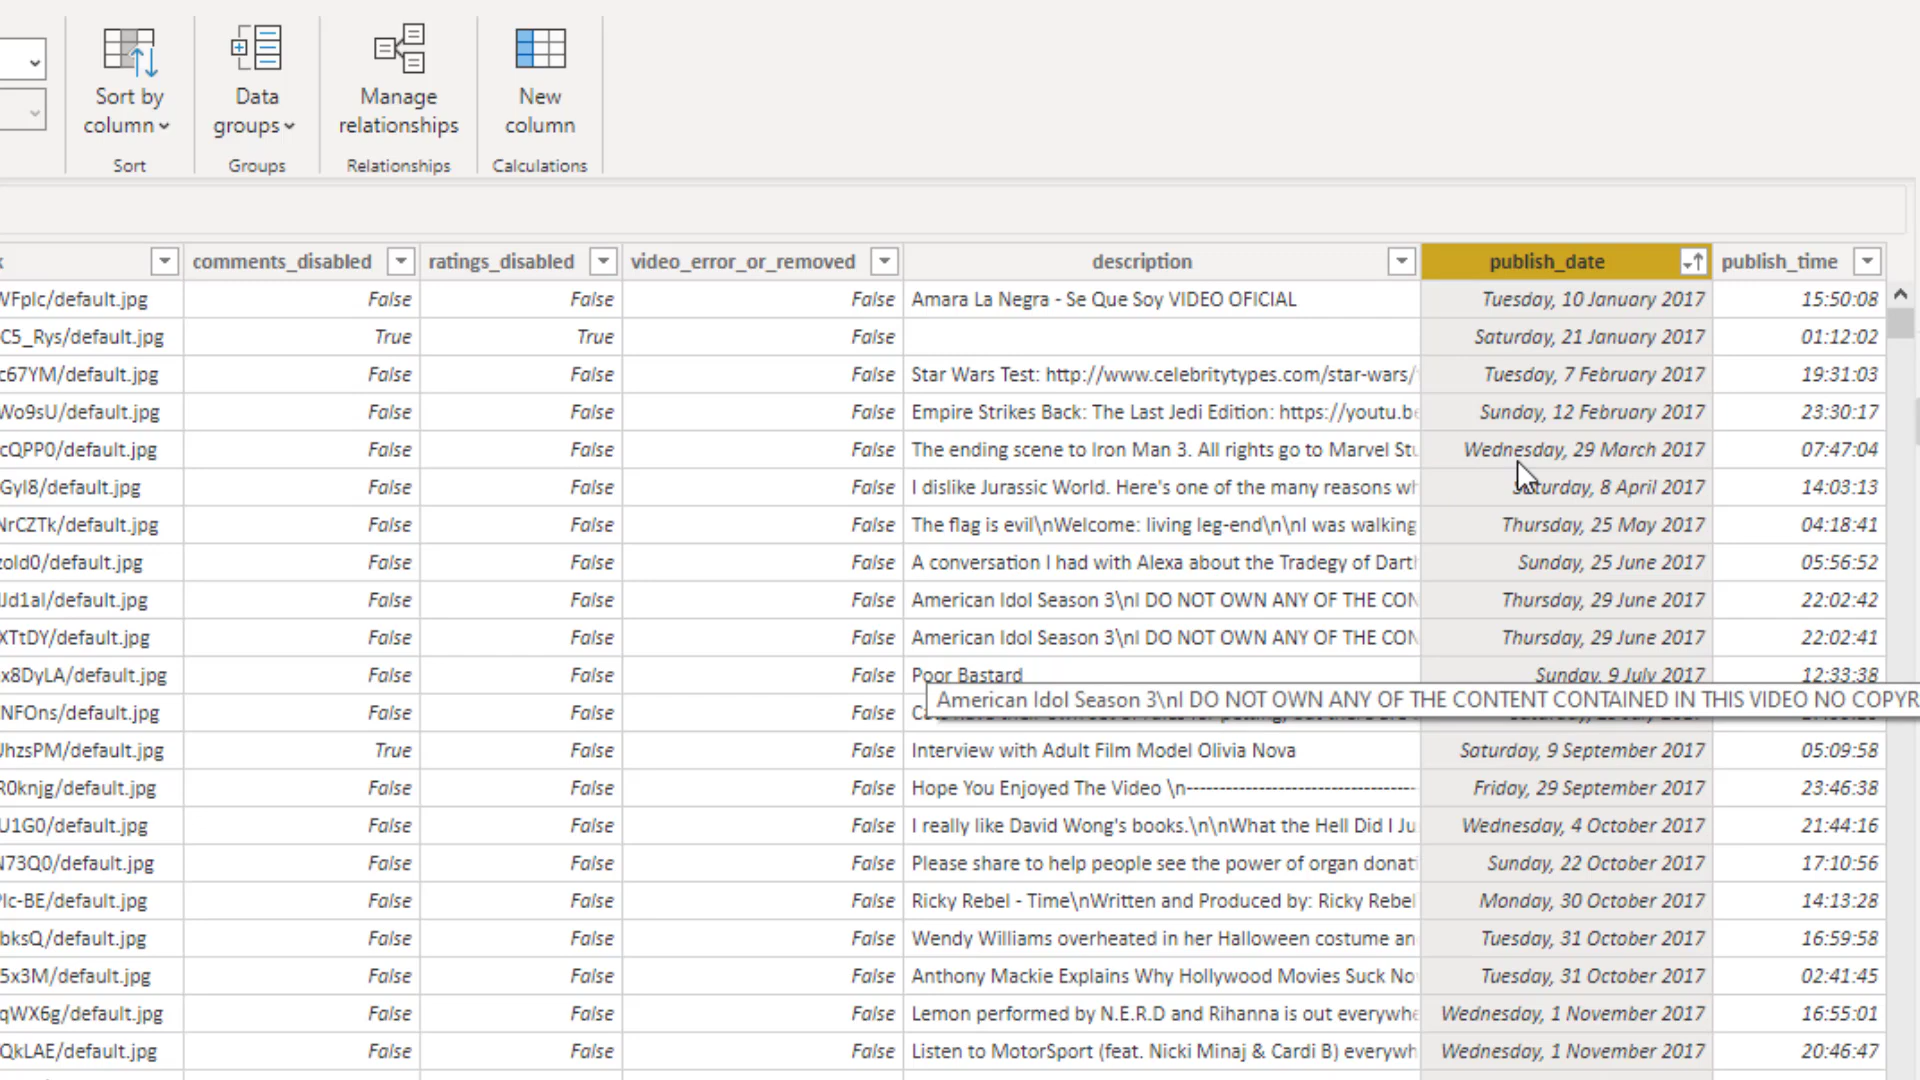 Sort by column
Data groups
Manage relationships
New column
Sort
Groups
Relationships
Calculations
comments_disabled ratings_disabled video_error_or_removed description publish_date publish_time
WFplc/default.jpg False False False Amara La Negra - Se Que Soy VIDEO OFICIAL Tuesday, 10 January 2017 15:50:08
C5_Rys/default.jpg True True False Saturday, 21 January 2017 01:12:02
c67YM/default.jpg False False False Star Wars Test: http://www.celebritytypes.com/star-wars/ Tuesday, 7 February 2017 19:31:03
Wo9sU/default.jpg False False False Empire Strikes Back: The Last Jedi Edition: https://youtu.be Sunday, 12 February 2017 23:30:17
cQPP0/default.jpg False False False The ending scene to Iron Man 3. All rights go to Marvel Stu Wednesday, 29 March 2017 07:47:04
Gyl8/default.jpg False False False I dislike Jurassic World. Here's one of the many reasons wh Saturday, 8 April 2017 14:03:13
NrCZTk/default.jpg False False False The flag is evil\nWelcome: living leg-end\n\nI was walking Thursday, 25 May 2017 04:18:41
zold0/default.jpg False False False A conversation I had with Alexa about the Tradegy of Dart Sunday, 25 June 2017 05:56:52
Jd1al/default.jpg False False False American Idol Season 3\nI DO NOT OWN ANY OF THE CON Thursday, 29 June 2017 22:02:42
XTtDY/default.jpg False False False American Idol Season 3\nI DO NOT OWN ANY OF THE CON Thursday, 29 June 2017 22:02:41
x8DyLA/default.jpg False False False Poor Bastard Sunday, 9 July 2017 12:33:38
American Idol Season 3\nI DO NOT OWN ANY OF THE CONTENT CONTAINED IN THIS VIDEO NO COPYR
NFOns/default.jpg False False False
UhzsPM/default.jpg True False False Interview with Adult Film Model Olivia Nova Saturday, 9 September 2017 05:09:58
R0knjg/default.jpg False False False Hope You Enjoyed The Video \n----------------------------------- Friday, 29 September 2017 23:46:38
U1G0/default.jpg False False False I really like David Wong's books.\n\nWhat the Hell Did I Ju Wednesday, 4 October 2017 21:44:16
N73Q0/default.jpg False False False Please share to help people see the power of organ donati Sunday, 22 October 2017 17:10:56
Plc-BE/default.jpg False False False Ricky Rebel - Time\nWritten and Produced by: Ricky Rebel Monday, 30 October 2017 14:13:28
bksQ/default.jpg False False False Wendy Williams overheated in her Halloween costume an Tuesday, 31 October 2017 16:59:58
5x3M/default.jpg False False False Anthony Mackie Explains Why Hollywood Movies Suck No Tuesday, 31 October 2017 02:41:45
qWX6g/default.jpg False False False Lemon performed by N.E.R.D and Rihanna is out everywhe Wednesday, 1 November 2017 16:55:01
QkLAE/default.jpg False False False Listen to MotorSport (feat. Nicki Minaj & Cardi B) everywh Wednesday, 1 November 2017 20:46:47